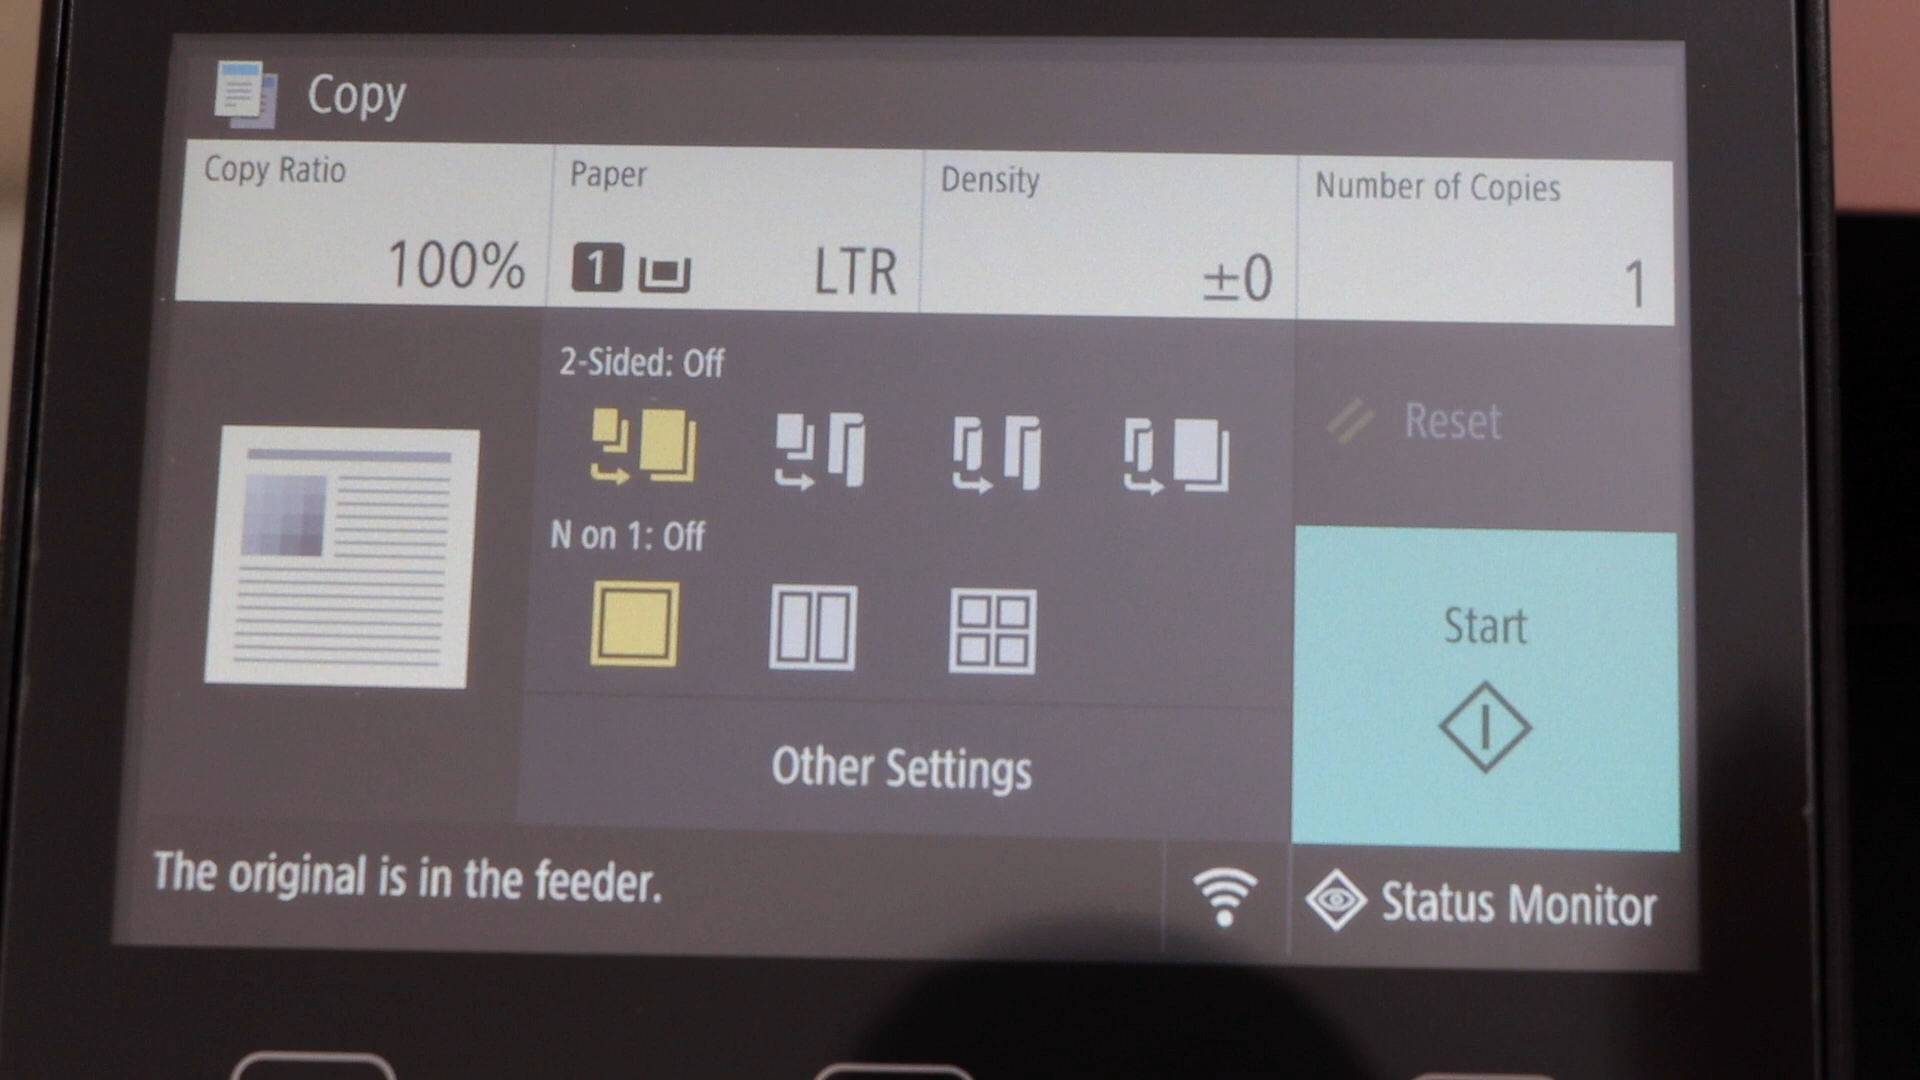 Copy
Copy Ratio
100%
Paper
1
LTR
Density
±0
Number of Copies
1
2-Sided: Off
Reset
N on 1: Off
Start
Other Settings
The original is in the feeder.
Status Monitor